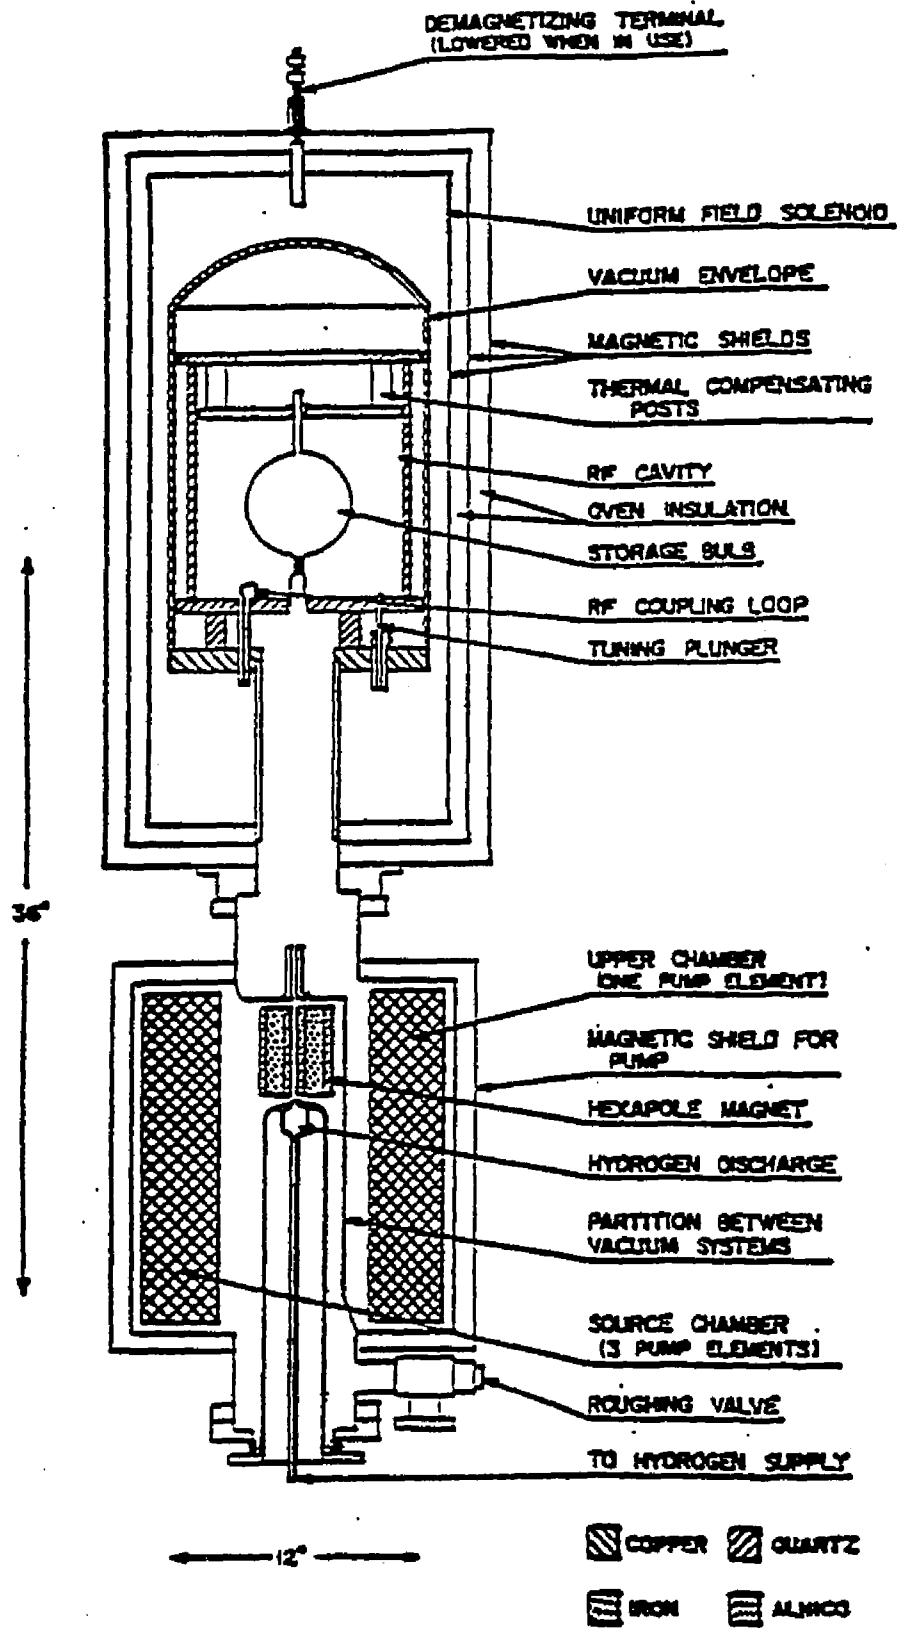 DEMAGNETIZING TERMINAL
(LOWERED WHEN IN USE)
UNIFORM FIELD SOLENOID
VACUUM ENVELOPE
MAGNETIC SHIELDS
THERMAL COMPENSATING
POSTS
RF CAVITY
OVEN INSULATION
STORAGE BULB
RF COUPLING LOOP
TUNING PLUNGER
36"
UPPER CHAMBER
(ONE PUMP ELEMENT)
MAGNETIC SHIELD FOR
PUMP
HEXAPOLE MAGNET
HYDROGEN DISCHARGE
PARTITION BETWEEN
VACUUM SYSTEMS
SOURCE CHAMBER
(3 PUMP ELEMENTS)
ROUGHING VALVE
TO HYDROGEN SUPPLY
12"
COPPER QUARTZ
IRON ALNICO